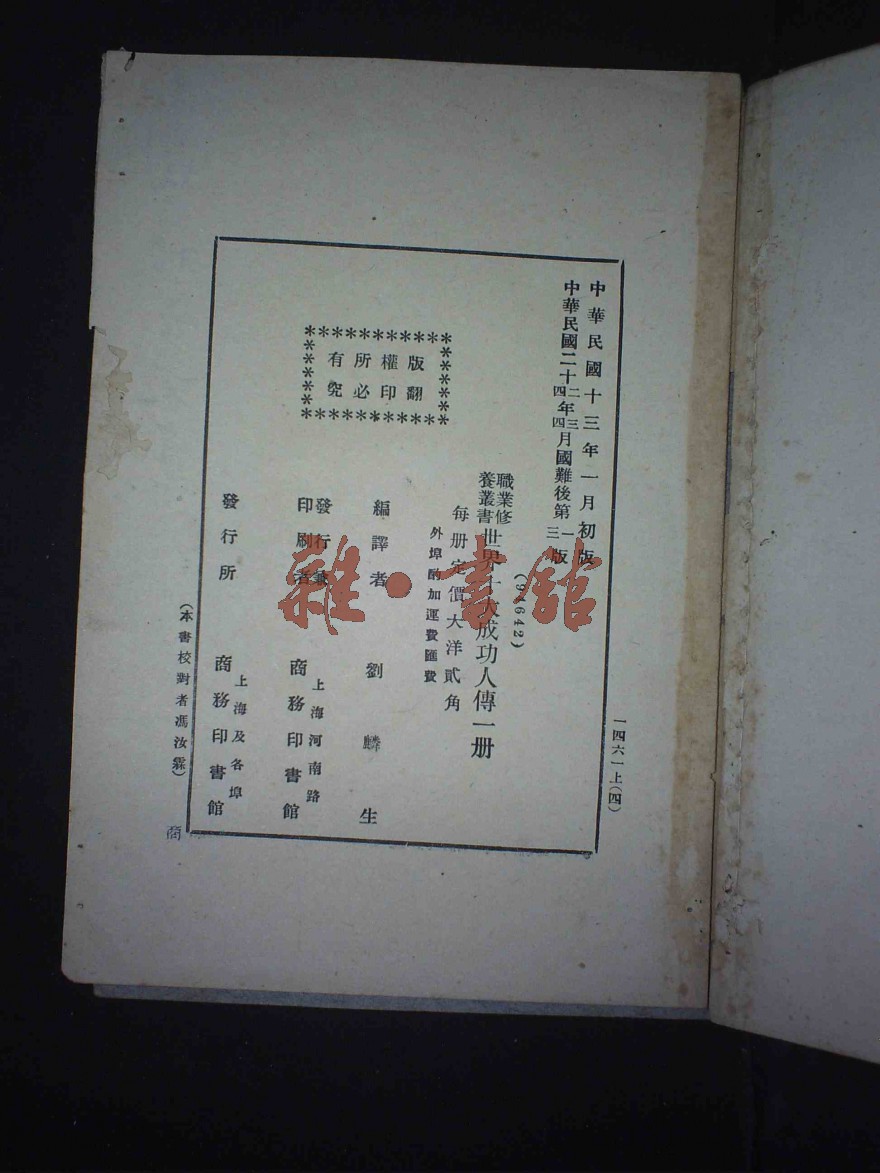 一四六一上(四)
中華民國十三年一月初版
中華民國二十二四年三四月國難後第一三版
職業修
養叢書
世界十大成功人傳一册
每册定價大洋貳角
外埠酌加運費匯費
版權所有
翻印必究
編譯者 劉麟生
發行兼
印刷者
上海河南路
商務印書館
發行所
上海及各埠
商務印書館
(本書校對者馮汝霖)
商
雜·書館